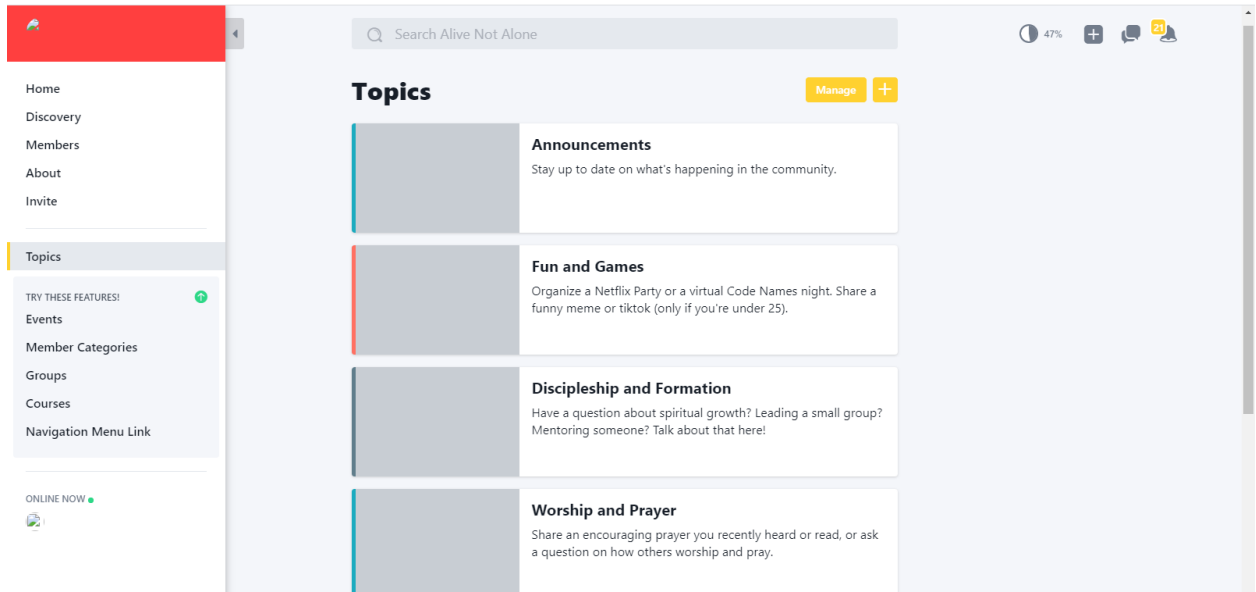 Search Alive Not Alone
47%
21
Home
Discovery
Members
About
Invite
Topics
TRY THESE FEATURES!
Events
Member Categories
Groups
Courses
Navigation Menu Link
ONLINE NOW
Topics
Manage
Announcements
Stay up to date on what's happening in the community.
Fun and Games
Organize a Netflix Party or a virtual Code Names night. Share a
funny meme or tiktok (only if you're under 25).
Discipleship and Formation
Have a question about spiritual growth? Leading a small group?
Mentoring someone? Talk about that here!
Worship and Prayer
Share an encouraging prayer you recently heard or read, or ask
a question on how others worship and pray.